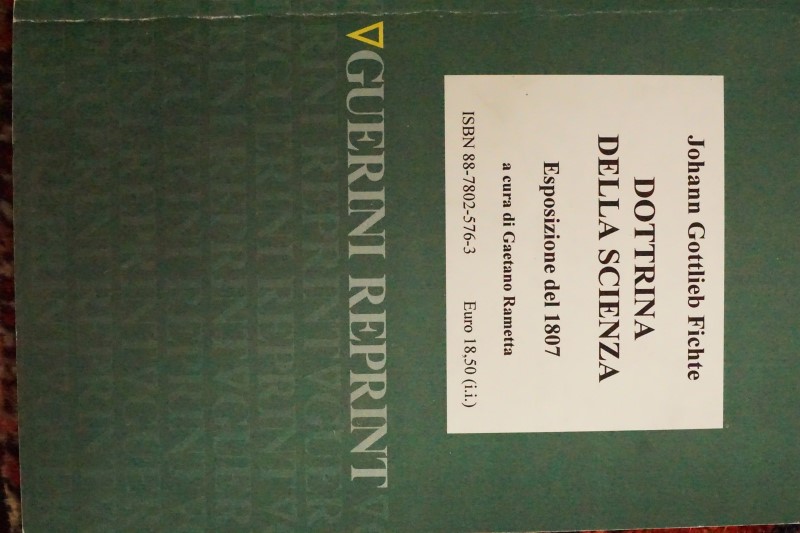 Johann Gottlieb Fichte
DOTTRINA
DELLA SCIENZA
Esposizione del 1807
a cura di Gaetano Rametta
ISBN 88-7802-576-3 Euro 18,50 (i.i.)
GUERINI REPRINT